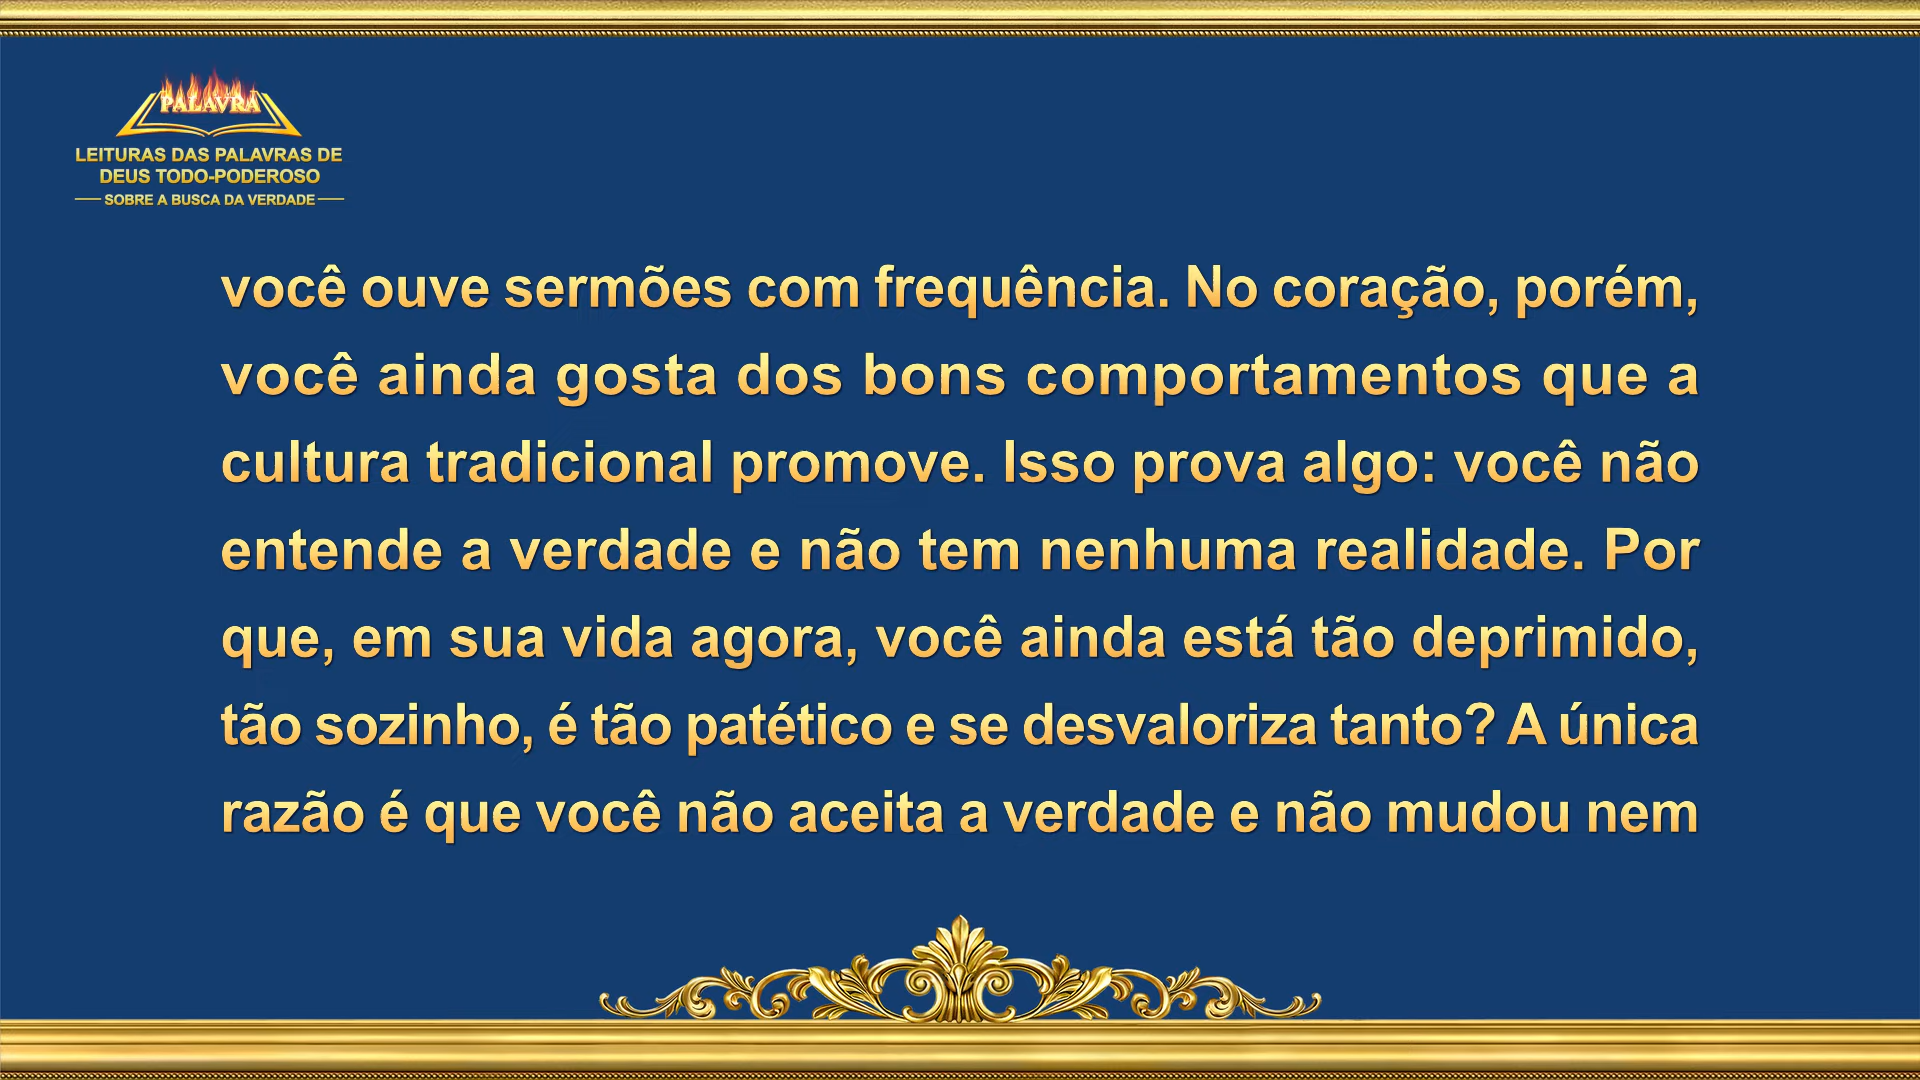 PALAVRA
LEITURAS DAS PALAVRAS DE
DEUS TODO-PODEROSO
SOBRE A BUSCA DA VERDADE
você ouve sermões com frequência. No coração, porém,
você ainda gosta dos bons comportamentos que a
cultura tradicional promove. Isso prova algo: você não
entende a verdade e não tem nenhuma realidade. Por
que, em sua vida agora, você ainda está tão deprimido,
tão sozinho, é tão patético e se desvaloriza tanto? A única
razão é que você não aceita a verdade e não mudou nem